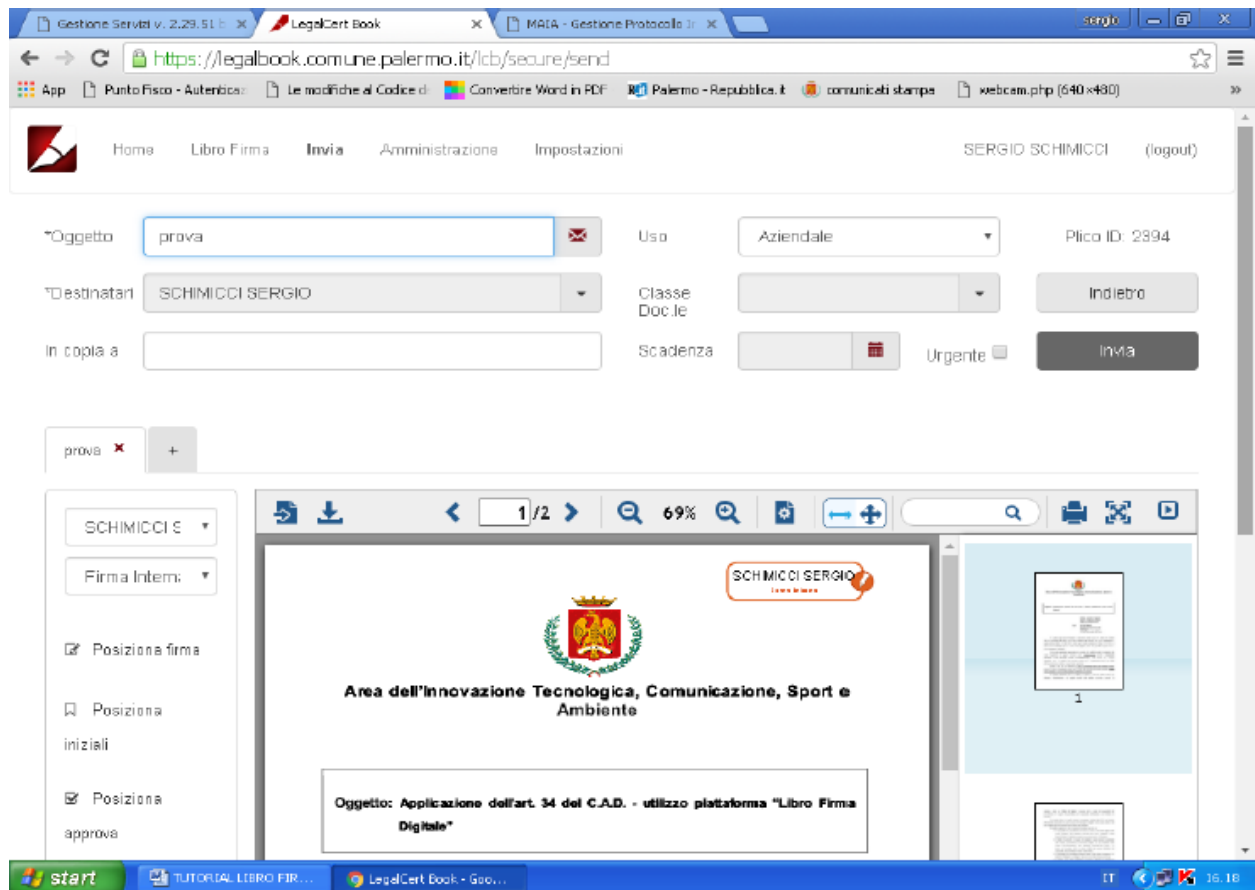 Gestione Servizi v. 2.29.51 b
LegalCert Book
MAIA - Gestione Protocollo Ir
sergio
https://legalbook.comune.palermo.it/lcb/secure/send
App Punto Fisco - Autenticaz Le modifiche al Codice d Convertire Word in PDF Palermo - Repubblica.it comunicati stampa webcam.php (640×480) »
Home Libro Firma Invia Amministrazione Impostazioni SERGIO SCHIMICCI (logout)
*Oggetto prova Uso Aziendale Plico ID: 2394
*Destinatari SCHIMICCI SERGIO Classe Doc.le Indietro
In copia a Scadenza Urgente Invia
prova × +
SCHIMICCI S
Firma Interna
1 /2 69%
Posiziona firma
Posiziona
iniziali
Posiziona
approva
SCHIMICCI SERGIO
Area dell'Innovazione Tecnologica, Comunicazione, Sport e
Ambiente
Oggetto: Applicazione dell'art. 34 del C.A.D. - utilizzo piattaforma "Libro Firma
Digitale"
1
start TUTORIAL LIBRO FIR... LegalCert Book - Goo... IT 16.18